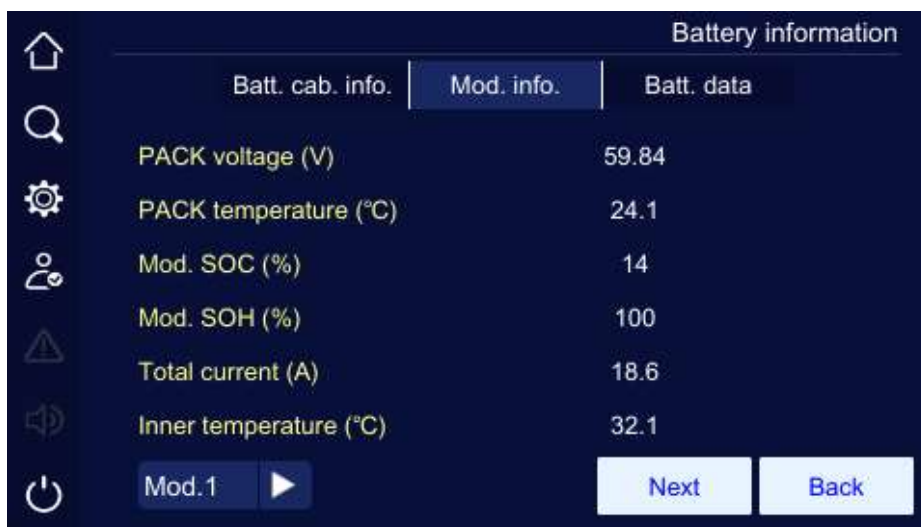 Battery information
Batt. cab. info. Mod. info. Batt. data
PACK voltage (V) 59.84
PACK temperature (℃) 24.1
Mod. SOC (%) 14
Mod. SOH (%) 100
Total current (A) 18.6
Inner temperature (℃) 32.1
Mod.1 Next Back